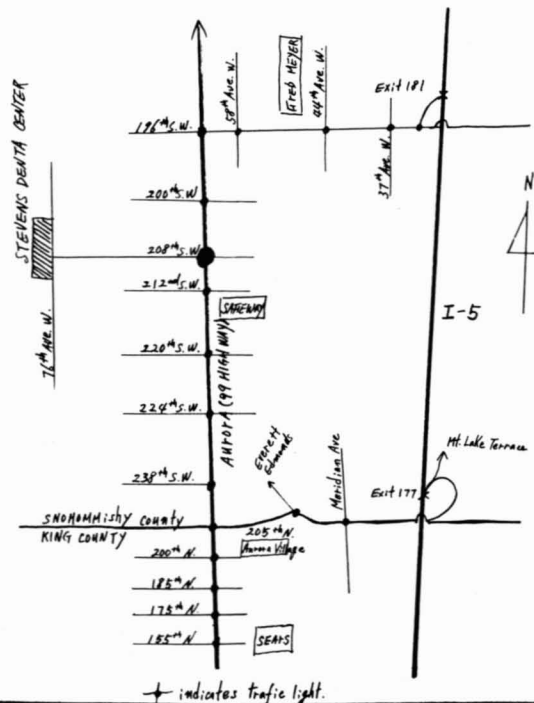 STEVENS DENTA CENTER
76th Ave. W.
196th S.W.
58th Ave. W.
Fred MEYER
44th Ave. W.
37th Ave. W.
Exit 181
200th S.W.
208th S.W.
212nd S.W.
SAFEWAY
220th S.W.
224th S.W.
238th S.W.
AURORA (99 HIGHWAY)
N
I-5
Mt. Lake Terrace
Exit 177
Everett
Edmonds
Meridian Ave
SNOHOMMISHY COUNTY
KING COUNTY
205th N.
Aurora Village
200th N.
185th N.
175th N.
155th N.
SEARS
indicates trafic light.